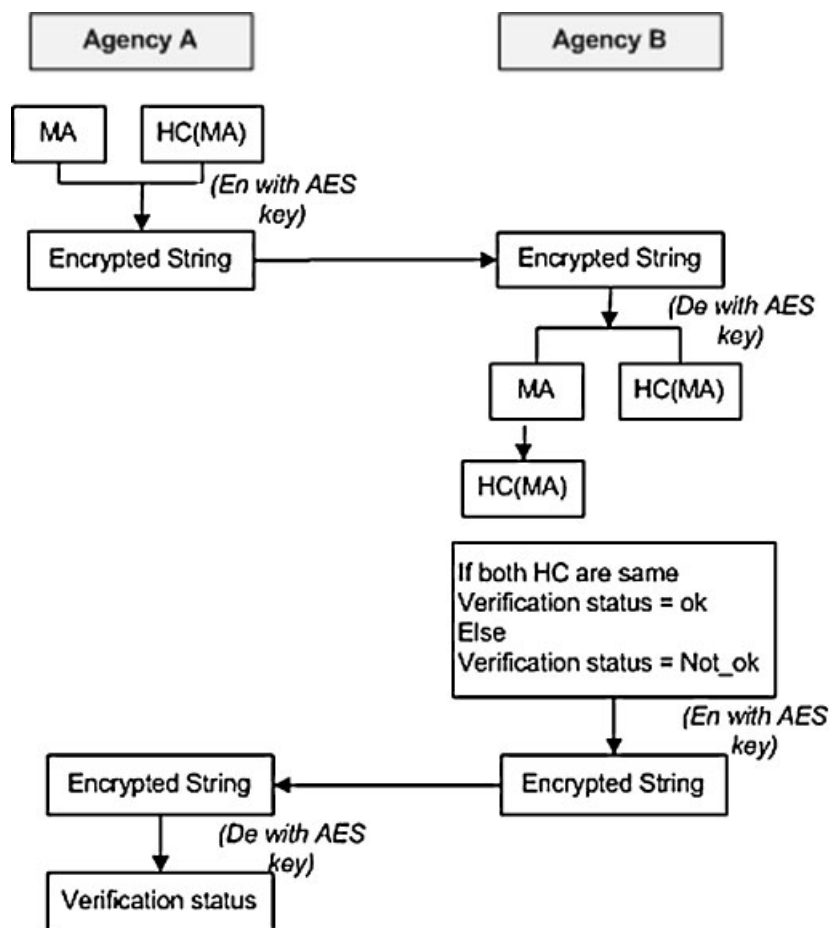 Agency A
Agency B
MA
HC(MA)
(En with AES
key)
Encrypted String
Encrypted String
(De with AES
key)
MA
HC(MA)
HC(MA)
If both HC are same
Verification status = ok
Else
Verification status = Not_ok
(En with AES
key)
Encrypted String
Encrypted String
(De with AES
key)
Verification status